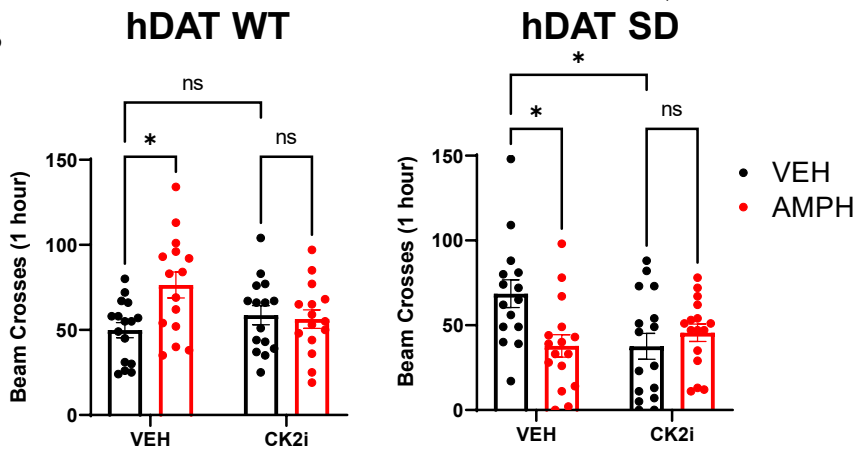 hDAT WT
hDAT SD
ns
*
ns
*
*
ns
Beam Crosses (1 hour)
150
100
50
0
VEH
CK2i
Beam Crosses (1 hour)
150
100
50
0
VEH
CK2i
VEH
AMPH